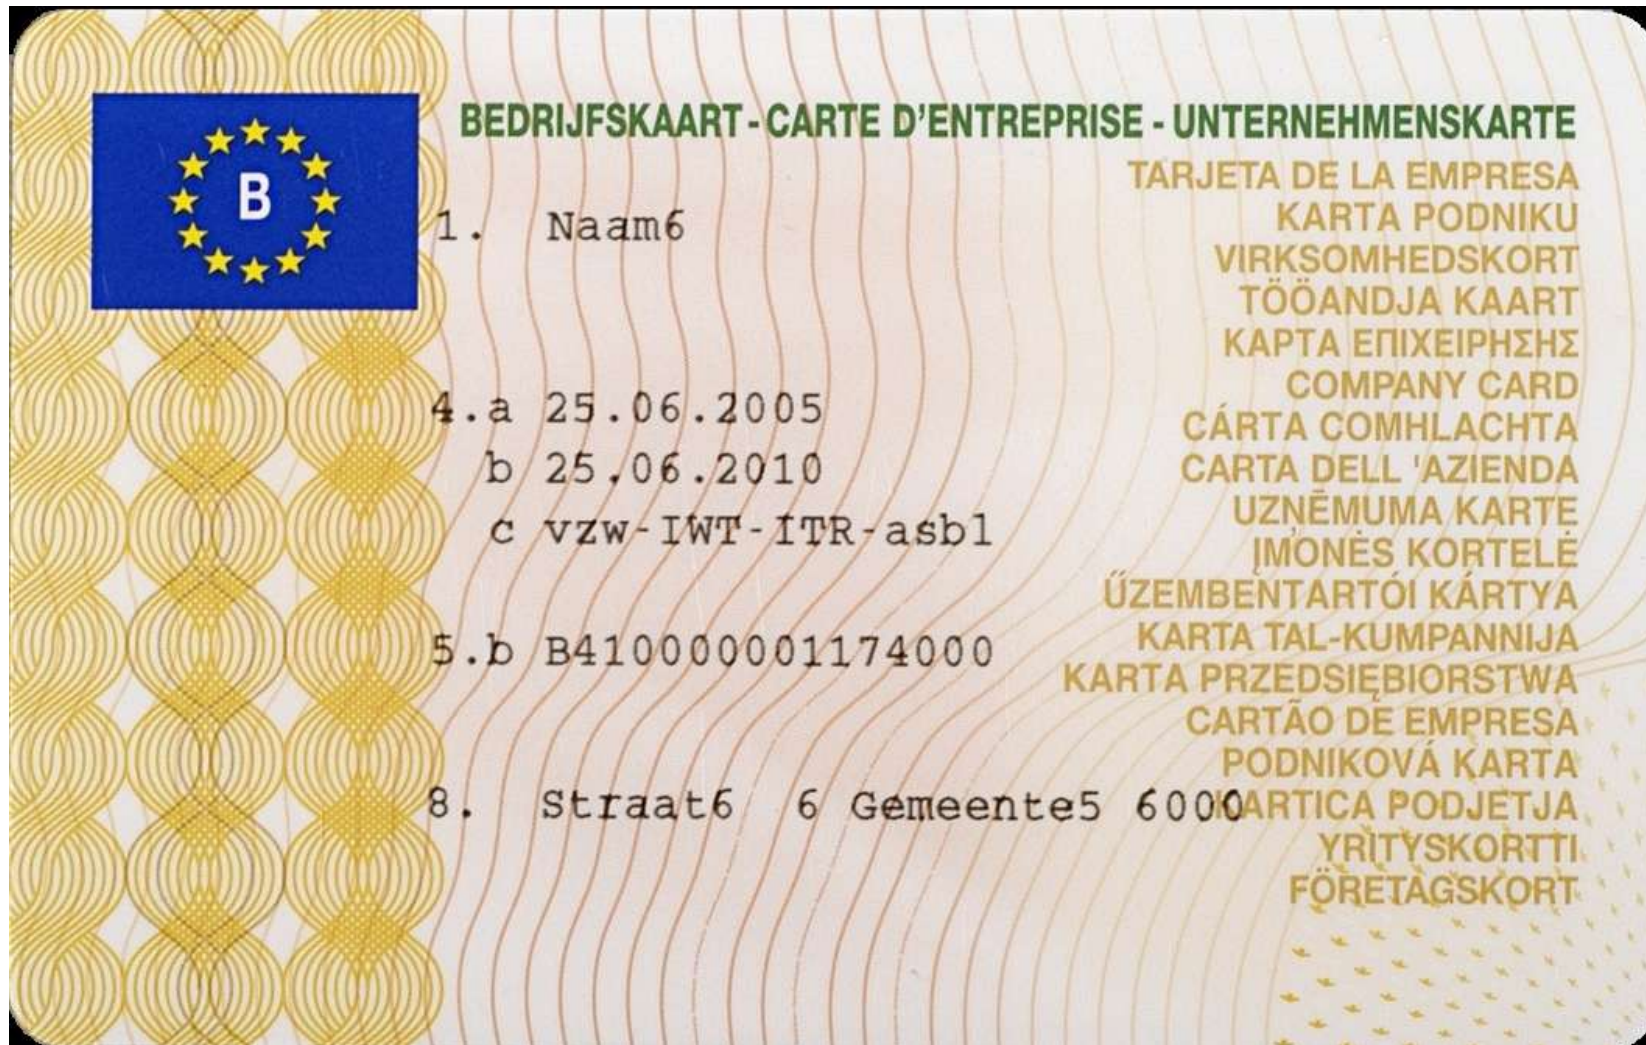 B
BEDRIJFSKAART - CARTE D'ENTREPRISE - UNTERNEHMENSKARTE
TARJETA DE LA EMPRESA
KARTA PODNIKU
VIRKSOMHEDSKORT
TÖÖANDJA KAART
ΚΑΡΤΑ ΕΠΙΧΕΙΡΗΣΗΣ
COMPANY CARD
CÁRTA COMHLACHTA
CARTA DELL 'AZIENDA
UZŅĒMUMA KARTE
ĮMONĖS KORTELĖ
ŰZEMBENTARTÓI KÁRTYA
KARTA TAL-KUMPANNIJA
KARTA PRZEDSIĘBIORSTWA
CARTÃO DE EMPRESA
PODNIKOVÁ KARTA
KARTICA PODJETJA
YRITYSKORTTI
FÖRETAGSKORT
1. Naam6
4.a 25.06.2005
b 25.06.2010
c vzw-IWT-ITR-asbl
5.b B410000001174000
8. Straat6 6 Gemeente5 6000